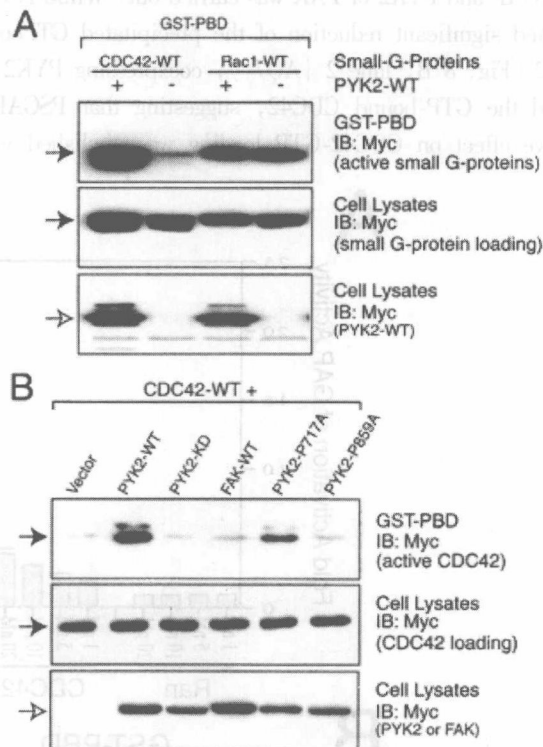 A
GST-PBD
CDC42-WT Rac1-WT Small-G-Proteins
+ - + - PYK2-WT
GST-PBD
IB: Myc
(active small G-proteins)
Cell Lysates
IB: Myc
(small G-protein loading)
Cell Lysates
IB: Myc
(PYK2-WT)
B
CDC42-WT +
Vector PYK2-WT PYK2-KD FAK-WT PYK2-P717A PYK2-P859A
GST-PBD
IB: Myc
(active CDC42)
Cell Lysates
IB: Myc
(CDC42 loading)
Cell Lysates
IB: Myc
(PYK2 or FAK)